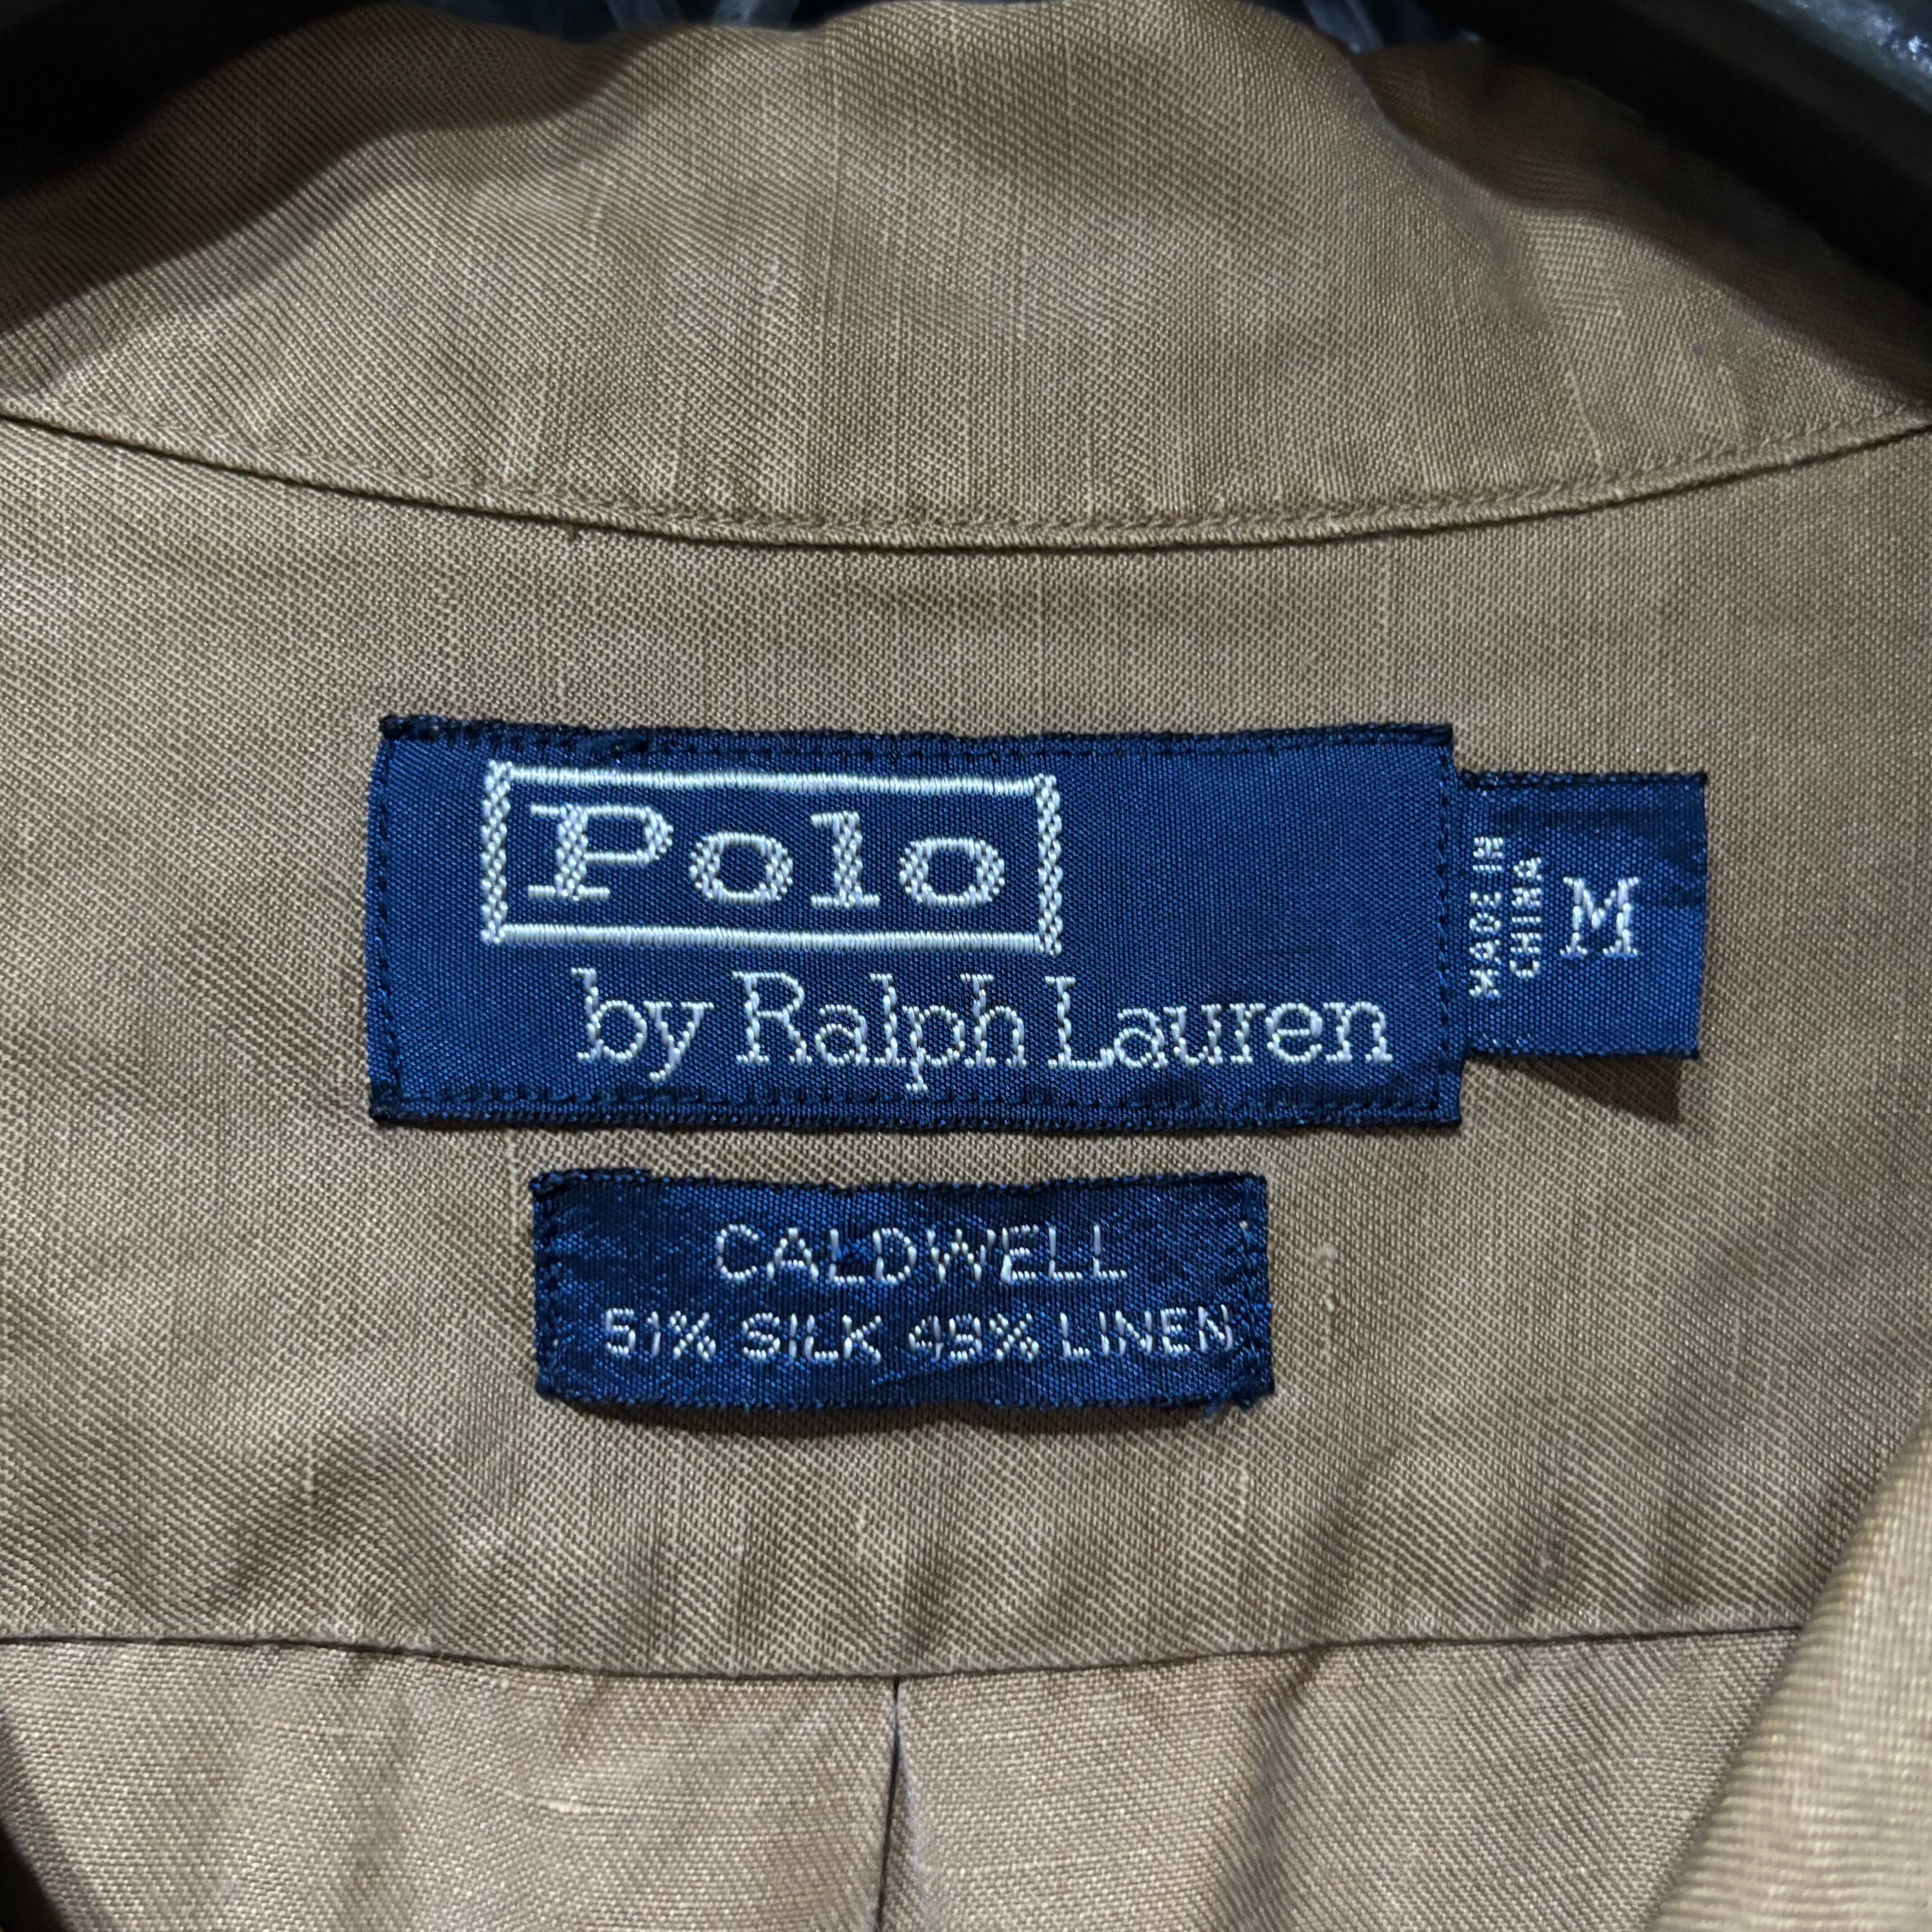 Polo
by Ralph Lauren
MADE IN
CHINA
M
CALDWELL
51% SILK 49% LINEN